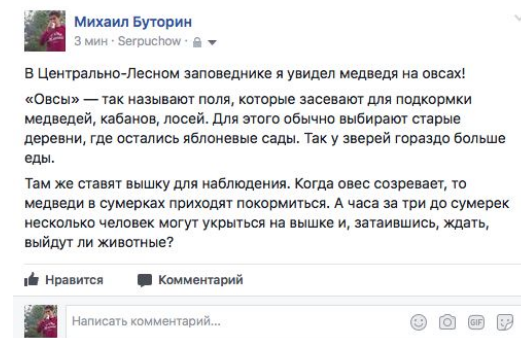 Михаил Буторин
3 мин · Serpuchow ·
В Центрально-Лесном заповеднике я увидел медведя на овсах!
«Овсы» — так называют поля, которые засевают для подкормки
медведей, кабанов, лосей. Для этого обычно выбирают старые
деревни, где остались яблоневые сады. Так у зверей гораздо больше
еды.
Там же ставят вышку для наблюдения. Когда овес созревает, то
медведи в сумерках приходят покормиться. А часа за три до сумерек
несколько человек могут укрыться на вышке и, затаившись, ждать,
выйдут ли животные?
Нравится Комментарий
Написать комментарий... GIF